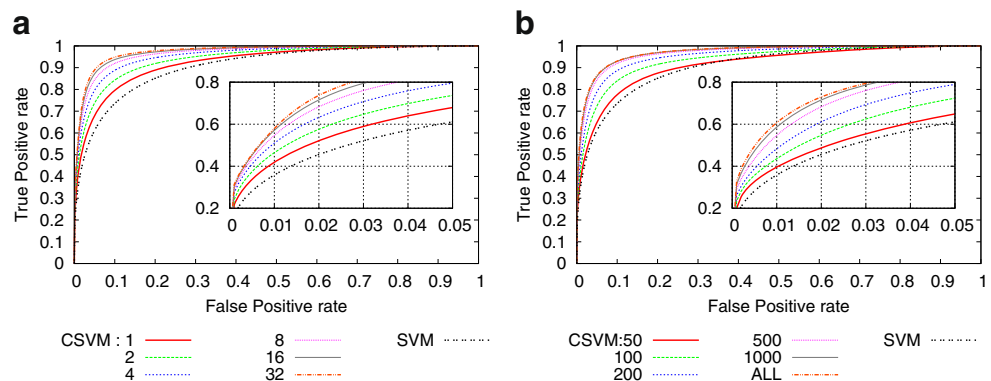 a
True Positive rate
1
0.9
0.8
0.7
0.6
0.5
0.4
0.3
0.2
0.1
0
0 0.1 0.2 0.3 0.4 0.5 0.6 0.7 0.8 0.9 1
False Positive rate
0.8
0.6
0.4
0.2
0 0.01 0.02 0.03 0.04 0.05
CSVM : 1 8 SVM
2 16
4 32
b
True Positive rate
1
0.9
0.8
0.7
0.6
0.5
0.4
0.3
0.2
0.1
0
0 0.1 0.2 0.3 0.4 0.5 0.6 0.7 0.8 0.9 1
False Positive rate
0.8
0.6
0.4
0.2
0 0.01 0.02 0.03 0.04 0.05
CSVM:50 500 SVM
100 1000
200 ALL